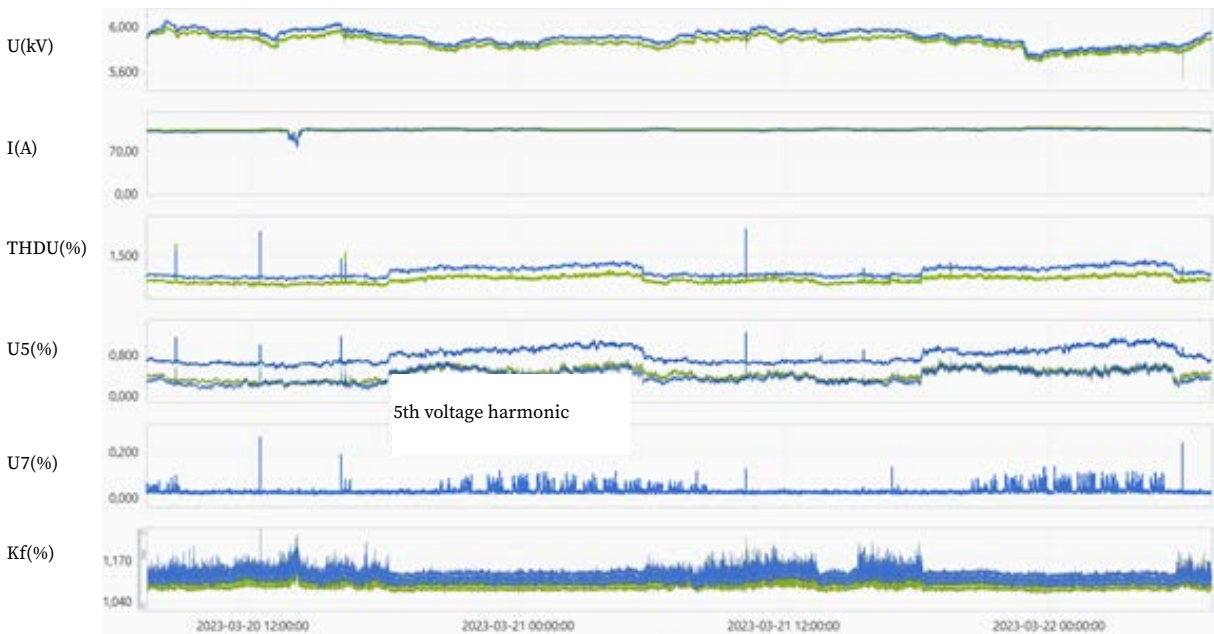 U(kV)
6,000
5,600
I(A)
70,00
0,00
THDU(%)
1,500
U5(%)
0,800
0,000
5th voltage harmonic
U7(%)
0,200
0,000
Kf(%)
1,170
1,040
2023-03-20 12:00:00
2023-03-21 00:00:00
2023-03-21 12:00:00
2023-03-22 00:00:00